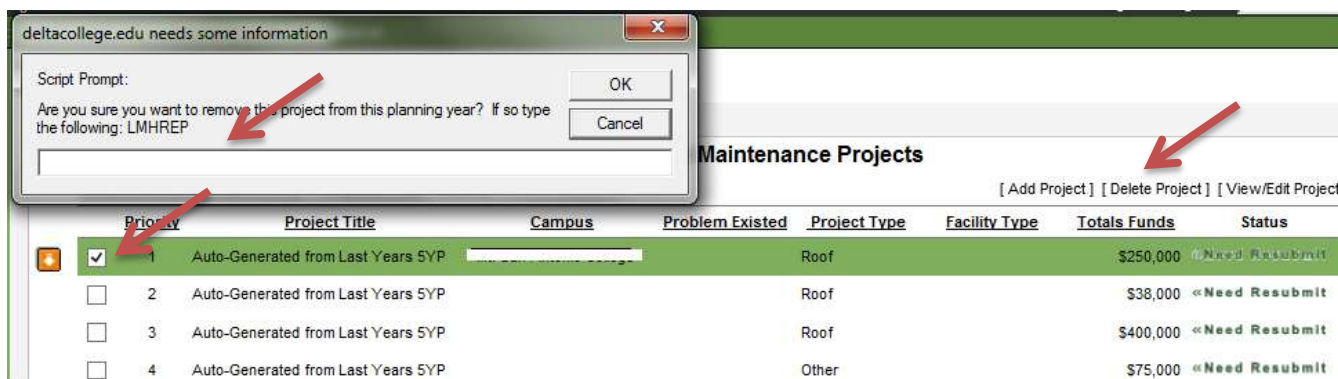 deltacollege.edu needs some information
Script Prompt:
OK
Are you sure you want to remove this project from this planning year? If so type
the following: LMHREP
Cancel
Maintenance Projects
[ Add Project ] [ Delete Project ] [ View/Edit Project
Priority Project Title Campus Problem Existed Project Type Facility Type Totals Funds Status
1 Auto-Generated from Last Years 5YP Roof $250,000 «Need Resubmit
2 Auto-Generated from Last Years 5YP Roof $38,000 «Need Resubmit
3 Auto-Generated from Last Years 5YP Roof $400,000 «Need Resubmit
4 Auto-Generated from Last Years 5YP Other $75,000 «Need Resubmit